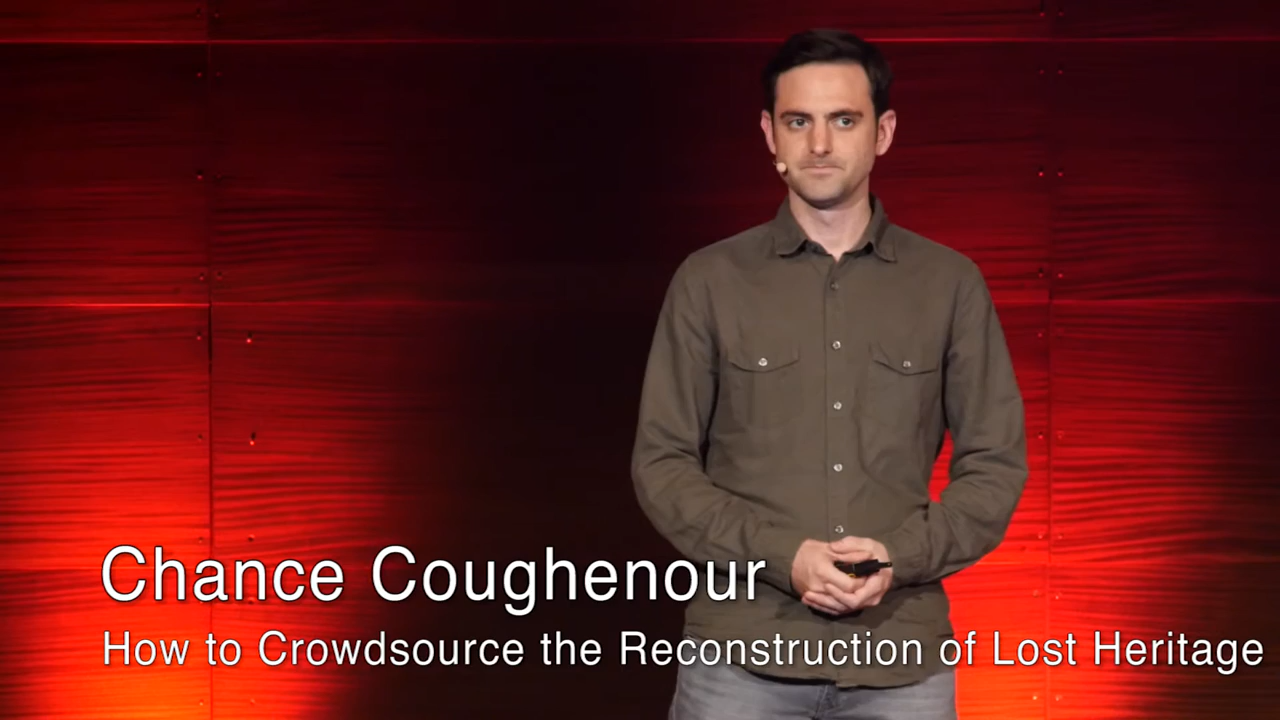 Chance Coughenour
How to Crowdsource the Reconstruction of Lost Heritage